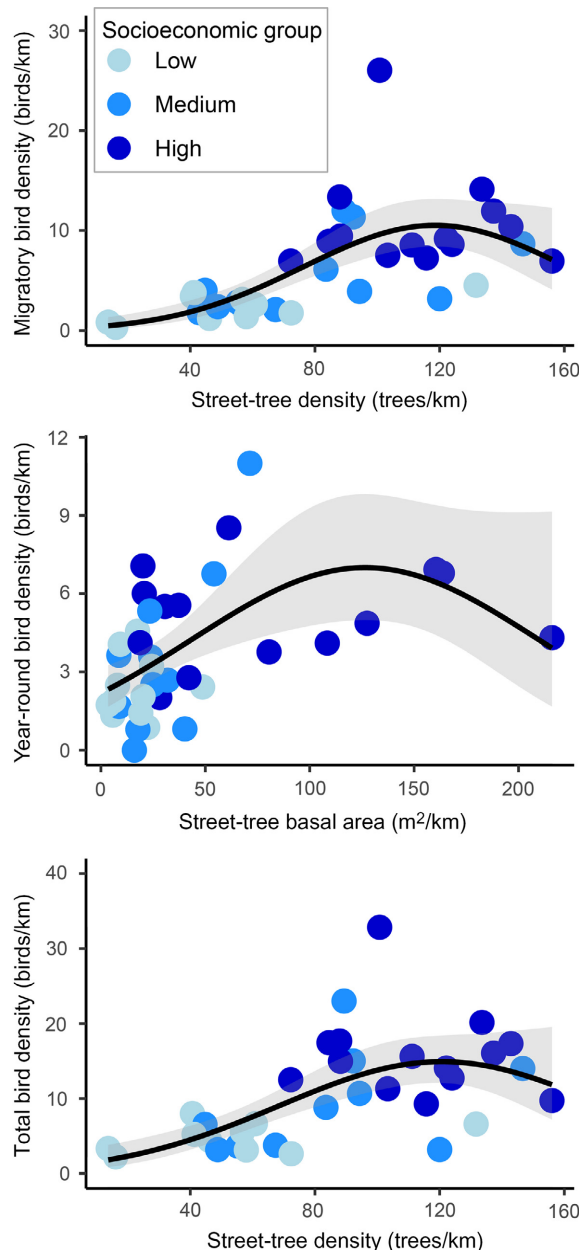 Socioeconomic group
Low
Medium
High
Migratory bird density (birds/km)
30
20
10
0
40
80
120
160
Street-tree density (trees/km)
Year-round bird density (birds/km)
12
9
6
3
0
0
50
100
150
200
Street-tree basal area (m²/km)
Total bird density (birds/km)
40
30
20
10
0
40
80
120
160
Street-tree density (trees/km)